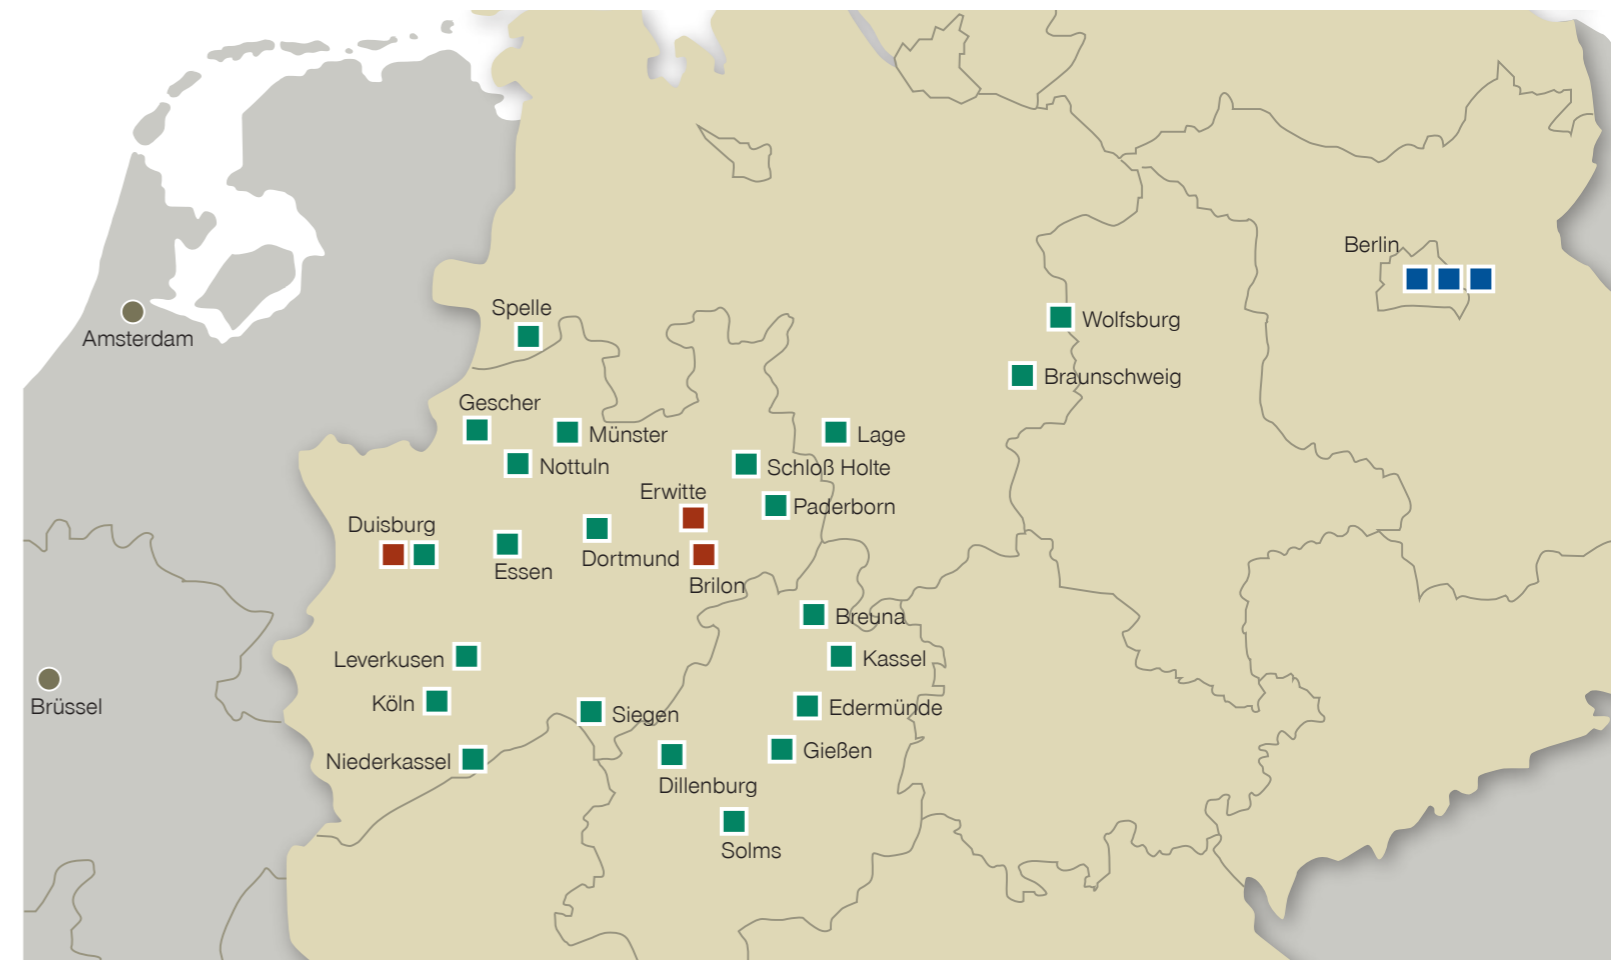 Berlin
Spelle
Wolfsburg
Amsterdam
Braunschweig
Gescher
Münster
Lage
Nottuln
Schloß Holte
Erwitte
Paderborn
Duisburg
Dortmund
Essen
Brilon
Breuna
Leverkusen
Kassel
Köln
Brüssel
Edermünde
Siegen
Gießen
Niederkassel
Dillenburg
Solms